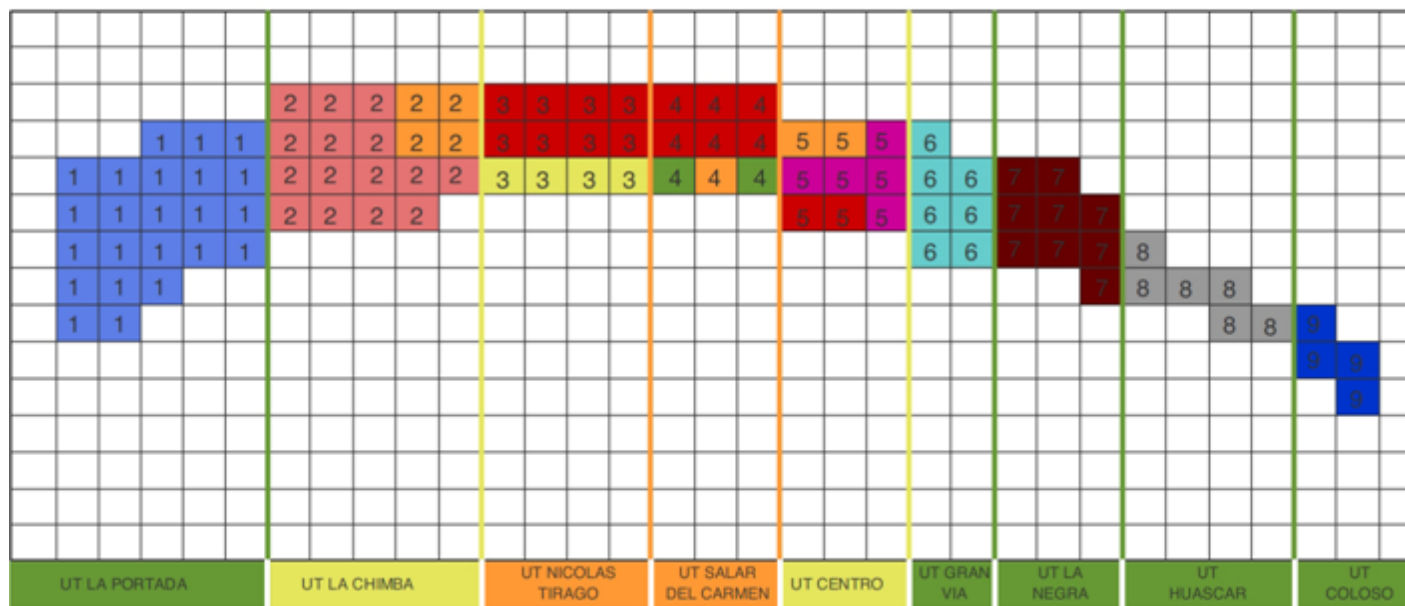 2 2 2 2 2 3 3 3 3 4 4 4
1 1 1 2 2 2 2 2 3 3 3 3 4 4 4 5 5 5 6
1 1 1 1 1 2 2 2 2 2 3 3 3 3 4 4 4 5 5 5 6 6 7 7
1 1 1 1 1 2 2 2 2 5 5 5 6 6 7 7 7
1 1 1 1 1 6 6 7 7 7 8
1 1 1 7 8 8 8
1 1 8 8 9
9 9
9
UT LA PORTADA
UT LA CHIMBA
UT NICOLAS
TIRAGO
UT SALAR
DEL CARMEN
UT CENTRO
UT GRAN
VIA
UT LA
NEGRA
UT
HUASCAR
UT
COLOSO